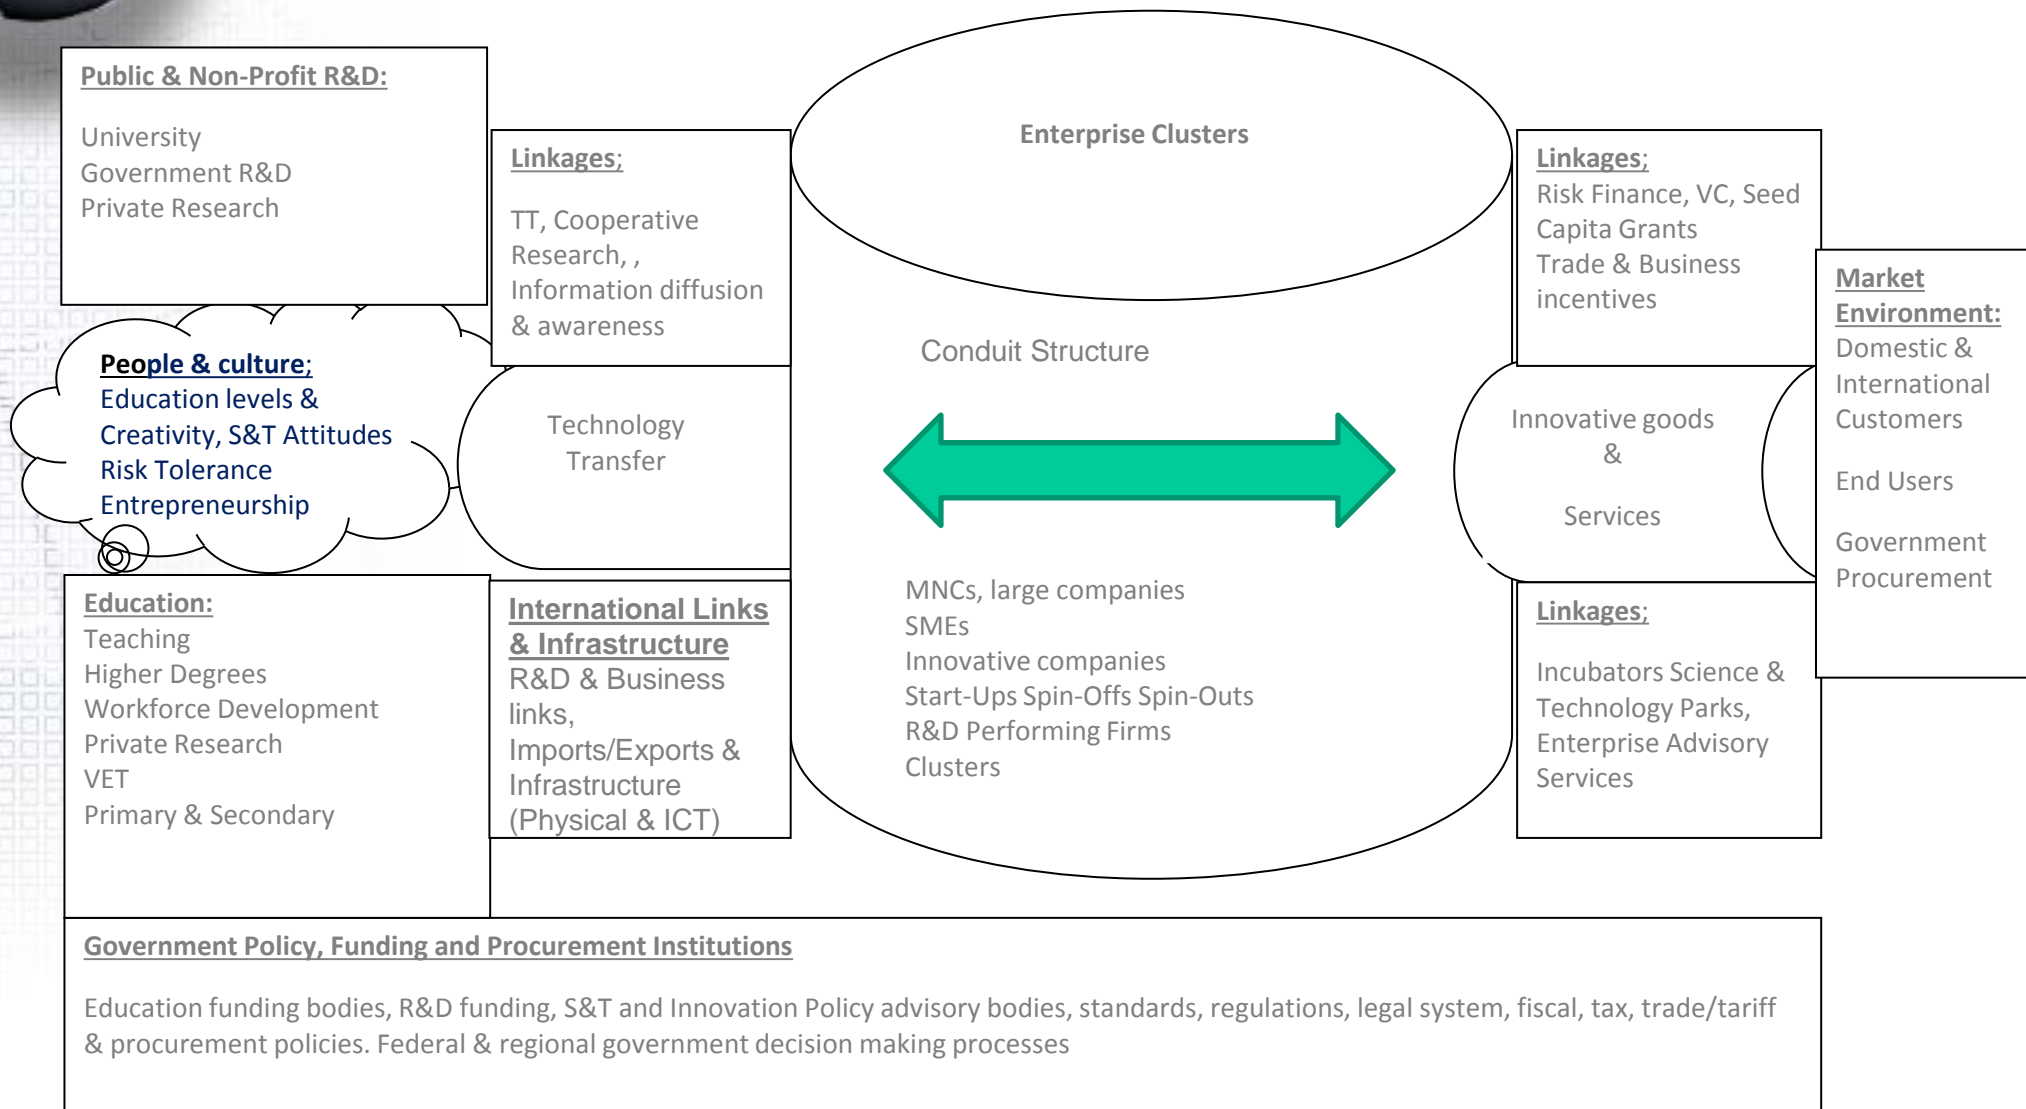 Public & Non-Profit R&D:
University
Government R&D
Private Research
Linkages;
TT, Cooperative
Research, ,
Information diffusion
& awareness
People & culture;
Education levels &
Creativity, S&T Attitudes
Risk Tolerance
Entrepreneurship
Technology
Transfer
Education:
Teaching
Higher Degrees
Workforce Development
Private Research
VET
Primary & Secondary
International Links
& Infrastructure
R&D & Business
links,
Imports/Exports &
Infrastructure
(Physical & ICT)
Enterprise Clusters
Conduit Structure
MNCs, large companies
SMEs
Innovative companies
Start-Ups Spin-Offs Spin-Outs
R&D Performing Firms
Clusters
Linkages;
Risk Finance, VC, Seed
Capita Grants
Trade & Business
incentives
Innovative goods
&
Services
Linkages;
Incubators Science &
Technology Parks,
Enterprise Advisory
Services
Market
Environment:
Domestic &
International
Customers
End Users
Government
Procurement
Government Policy, Funding and Procurement Institutions
Education funding bodies, R&D funding, S&T and Innovation Policy advisory bodies, standards, regulations, legal system, fiscal, tax, trade/tariff
& procurement policies. Federal & regional government decision making processes